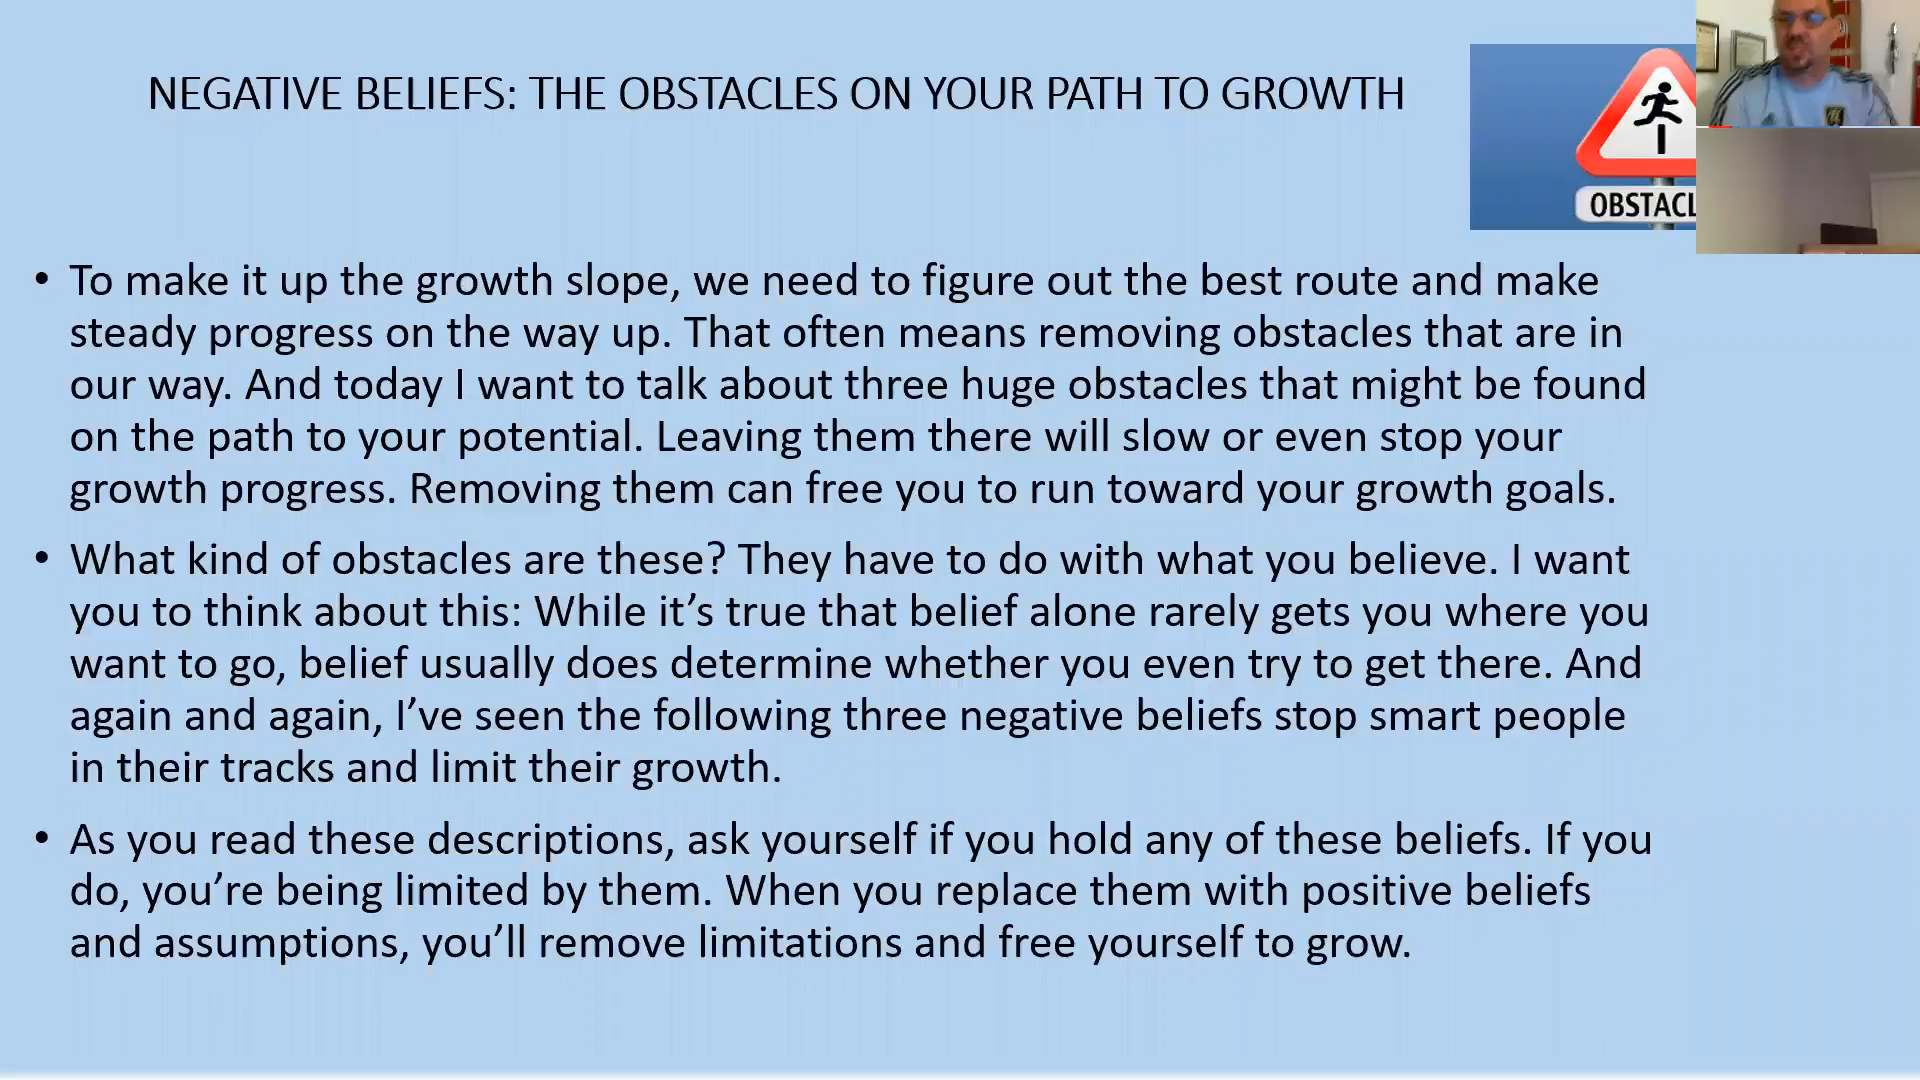 NEGATIVE BELIEFS: THE OBSTACLES ON YOUR PATH TO GROWTH
• To make it up the growth slope, we need to figure out the best route and make
steady progress on the way up. That often means removing obstacles that are in
our way. And today I want to talk about three huge obstacles that might be found
on the path to your potential. Leaving them there will slow or even stop your
growth progress. Removing them can free you to run toward your growth goals.
• What kind of obstacles are these? They have to do with what you believe. I want
you to think about this: While it’s true that belief alone rarely gets you where you
want to go, belief usually does determine whether you even try to get there. And
again and again, I’ve seen the following three negative beliefs stop smart people
in their tracks and limit their growth.
• As you read these descriptions, ask yourself if you hold any of these beliefs. If you
do, you’re being limited by them. When you replace them with positive beliefs
and assumptions, you’ll remove limitations and free yourself to grow.